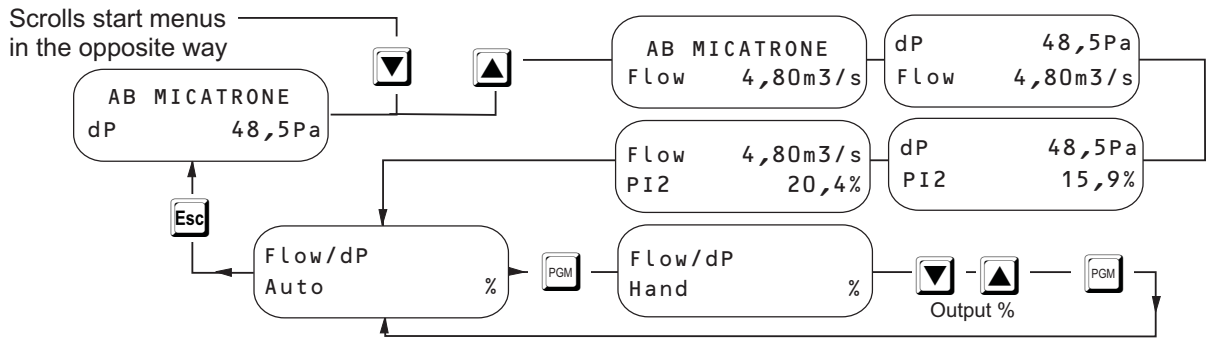 Scrolls start menus
in the opposite way
AB MICATRONE
dP 48,5Pa
AB MICATRONE
Flow 4,80m3/s
dP 48,5Pa
Flow 4,80m3/s
Flow 4,80m3/s
PI2 20,4%
dP 48,5Pa
PI2 15,9%
Esc
Flow/dP
Auto %
PGM
Flow/dP
Hand %
Output %
PGM